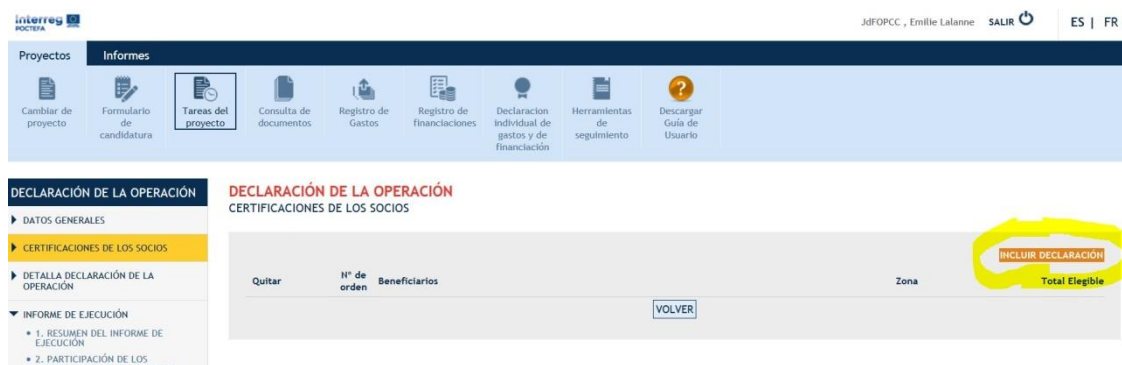 Interreg
POCTEFA
JdFOPCC , Emilie Lalanne SALIR ES | FR
Proyectos Informes
Cambiar de
proyecto
Formulario
de
candidatura
Tareas del
proyecto
Consulta de
documentos
Registro de
Gastos
Registro de
financiaciones
Declaracion
individual de
gastos y de
financiación
Herramientas
de
seguimiento
?
Descargar
Guía de
Usuario
DECLARACIÓN DE LA OPERACIÓN
DATOS GENERALES
CERTIFICACIONES DE LOS SOCIOS
DETALLA DECLARACIÓN DE LA
OPERACIÓN
INFORME DE EJECUCIÓN
1. RESUMEN DEL INFORME DE
EJECUCIÓN
2. PARTICIPACIÓN DE LOS
DECLARACIÓN DE LA OPERACIÓN
CERTIFICACIONES DE LOS SOCIOS
INCLUIR DECLARACIÓN
Quitar Nº de orden Beneficiarios Zona Total Elegible
VOLVER